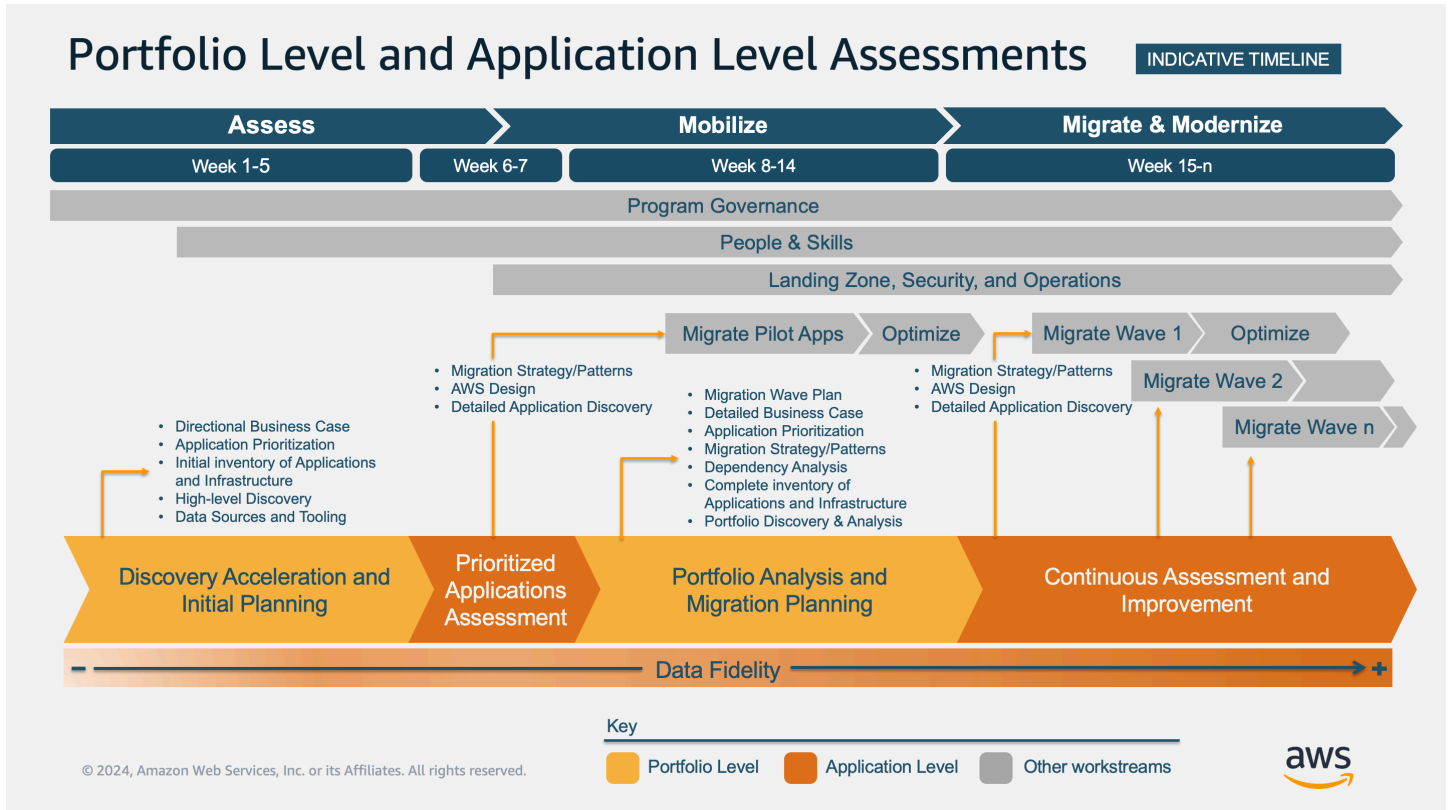 Portfolio Level and Application Level Assessments
INDICATIVE TIMELINE
Assess
Mobilize
Migrate & Modernize
Week 1-5
Week 6-7
Week 8-14
Week 15-n
Program Governance
People & Skills
Landing Zone, Security, and Operations
Migrate Pilot Apps
Optimize
Migrate Wave 1
Optimize
Migrate Wave 2
Migrate Wave n
• Directional Business Case
• Application Prioritization
• Initial inventory of Applications
and Infrastructure
• High-level Discovery
• Data Sources and Tooling
• Migration Strategy/Patterns
• AWS Design
• Detailed Application Discovery
• Migration Wave Plan
• Detailed Business Case
• Application Prioritization
• Migration Strategy/Patterns
• Dependency Analysis
• Complete inventory of
Applications and Infrastructure
• Portfolio Discovery & Analysis
• Migration Strategy/Patterns
• AWS Design
• Detailed Application Discovery
Discovery Acceleration and
Initial Planning
Prioritized
Applications
Assessment
Portfolio Analysis and
Migration Planning
Continuous Assessment and
Improvement
- Data Fidelity +
Key
Portfolio Level
Application Level
Other workstreams
© 2024, Amazon Web Services, Inc. or its Affiliates. All rights reserved.
aws